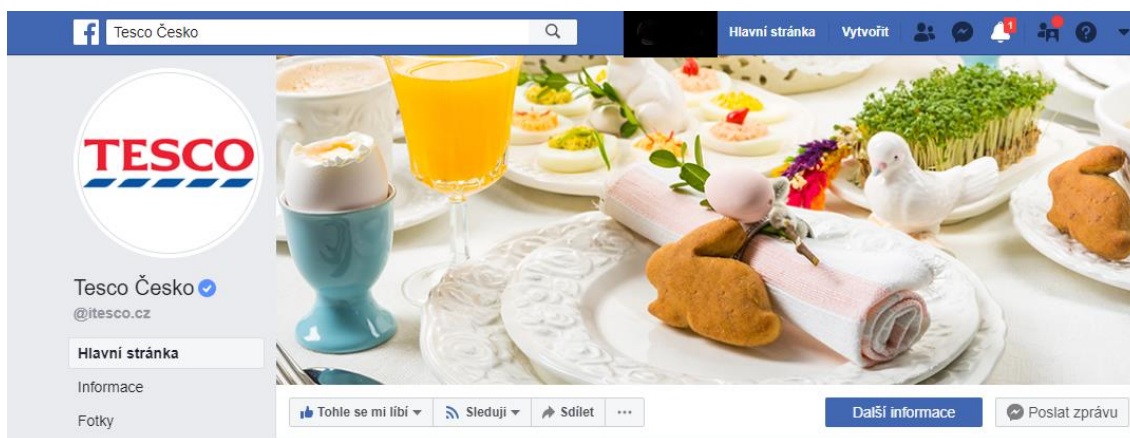 Tesco Česko
Hlavní stránka
Vytvořit
1
TESCO
Tesco Česko
@itesco.cz
Hlavní stránka
Informace
Fotky
Tohle se mi líbí
Sleduji
Sdílet
Další informace
Poslat zprávu